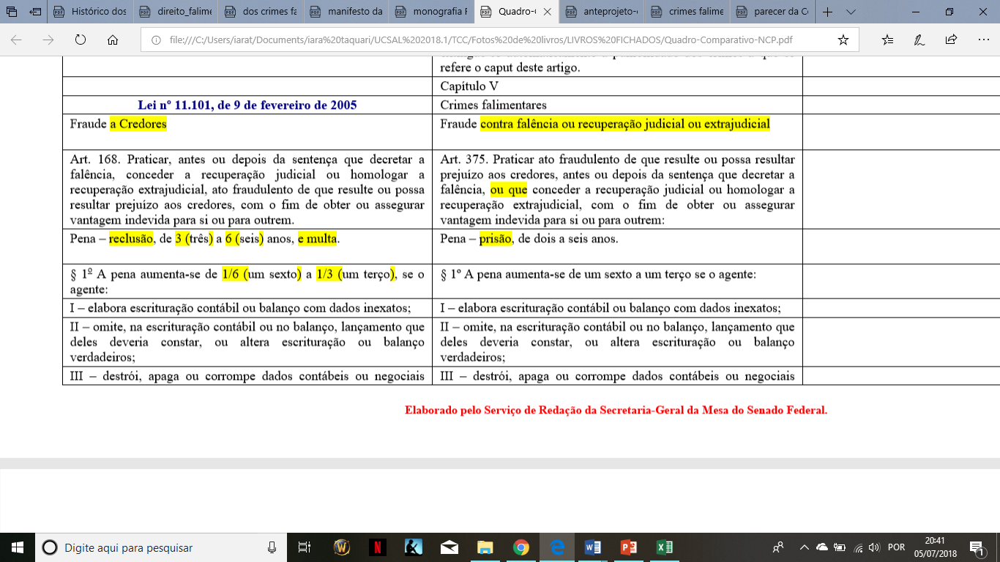 Histórico dos
direito_falime
dos crimes fa
manifesto da
monografia F
Quadro-C
anteprojeto-
crimes falime
parecer da C
file:///C:/Users/iarat/Documents/iara%20taquari/UCSAL%202018.1/TCC/Fotos%20de%20livros/LIVROS%20FICHADOS/Quadro-Comparativo-NCP.pdf
refere o caput deste artigo.
Capítulo V
Lei nº 11.101, de 9 de fevereiro de 2005
Crimes falimentares
Fraude a Credores
Fraude contra falência ou recuperação judicial ou extrajudicial
Art. 168. Praticar, antes ou depois da sentença que decretar a
falência, conceder a recuperação judicial ou homologar a
recuperação extrajudicial, ato fraudulento de que resulte ou possa
resultar prejuízo aos credores, com o fim de obter ou assegurar
vantagem indevida para si ou para outrem.
Art. 375. Praticar ato fraudulento de que resulte ou possa resultar
prejuízo aos credores, antes ou depois da sentença que decretar a
falência, ou que conceder a recuperação judicial ou homologar a
recuperação extrajudicial, com o fim de obter ou assegurar
vantagem indevida para si ou para outrem:
Pena – reclusão, de 3 (três) a 6 (seis) anos, e multa.
Pena – prisão, de dois a seis anos.
§ 1º A pena aumenta-se de 1/6 (um sexto) a 1/3 (um terço), se o
agente:
§ 1º A pena aumenta-se de um sexto a um terço se o agente:
I – elabora escrituração contábil ou balanço com dados inexatos;
I – elabora escrituração contábil ou balanço com dados inexatos;
II – omite, na escrituração contábil ou no balanço, lançamento que
deles deveria constar, ou altera escrituração ou balanço
verdadeiros;
II – omite, na escrituração contábil ou no balanço, lançamento que
deles deveria constar, ou altera escrituração ou balanço
verdadeiros;
III – destrói, apaga ou corrompe dados contábeis ou negociais
III – destrói, apaga ou corrompe dados contábeis ou negociais
Elaborado pelo Serviço de Redação da Secretaria-Geral da Mesa do Senado Federal.
Digite aqui para pesquisar
POR
20:41
05/07/2018
1